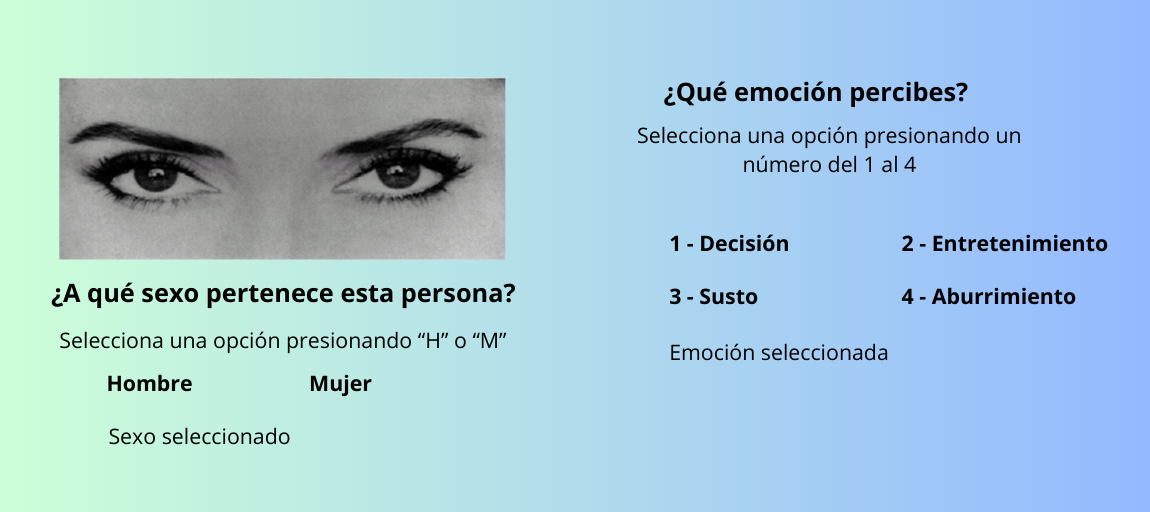 ¿A qué sexo pertenece esta persona?
Selecciona una opción presionando “H” o “M”
Hombre Mujer
Sexo seleccionado
¿Qué emoción percibes?
Selecciona una opción presionando un
número del 1 al 4
1 - Decisión 2 - Entretenimiento
3 - Susto 4 - Aburrimiento
Emoción seleccionada